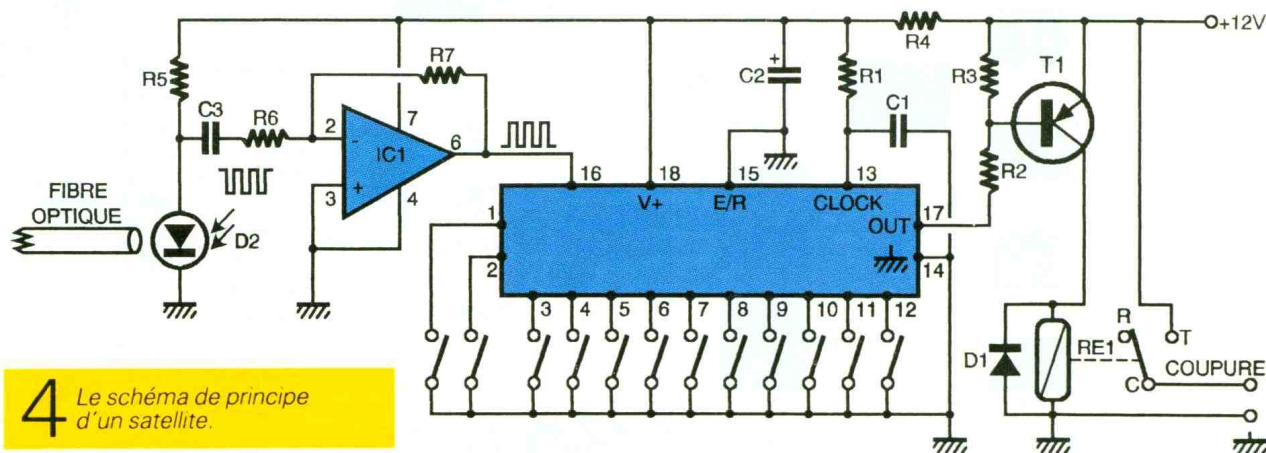 +12V
R4
R5
R7
C2
+
R1
R3
T1
C3
R6
C1
2
-
7
IC1
6
R2
3
+
4
16
18
15
13
V+
E/R
CLOCK
17
OUT
14
FIBRE
OPTIQUE
D2
1
2
3
4
5
6
7
8
9
10
11
12
D1
RE1
R
T
C
COUPURE
4 Le schéma de principe
d'un satellite.